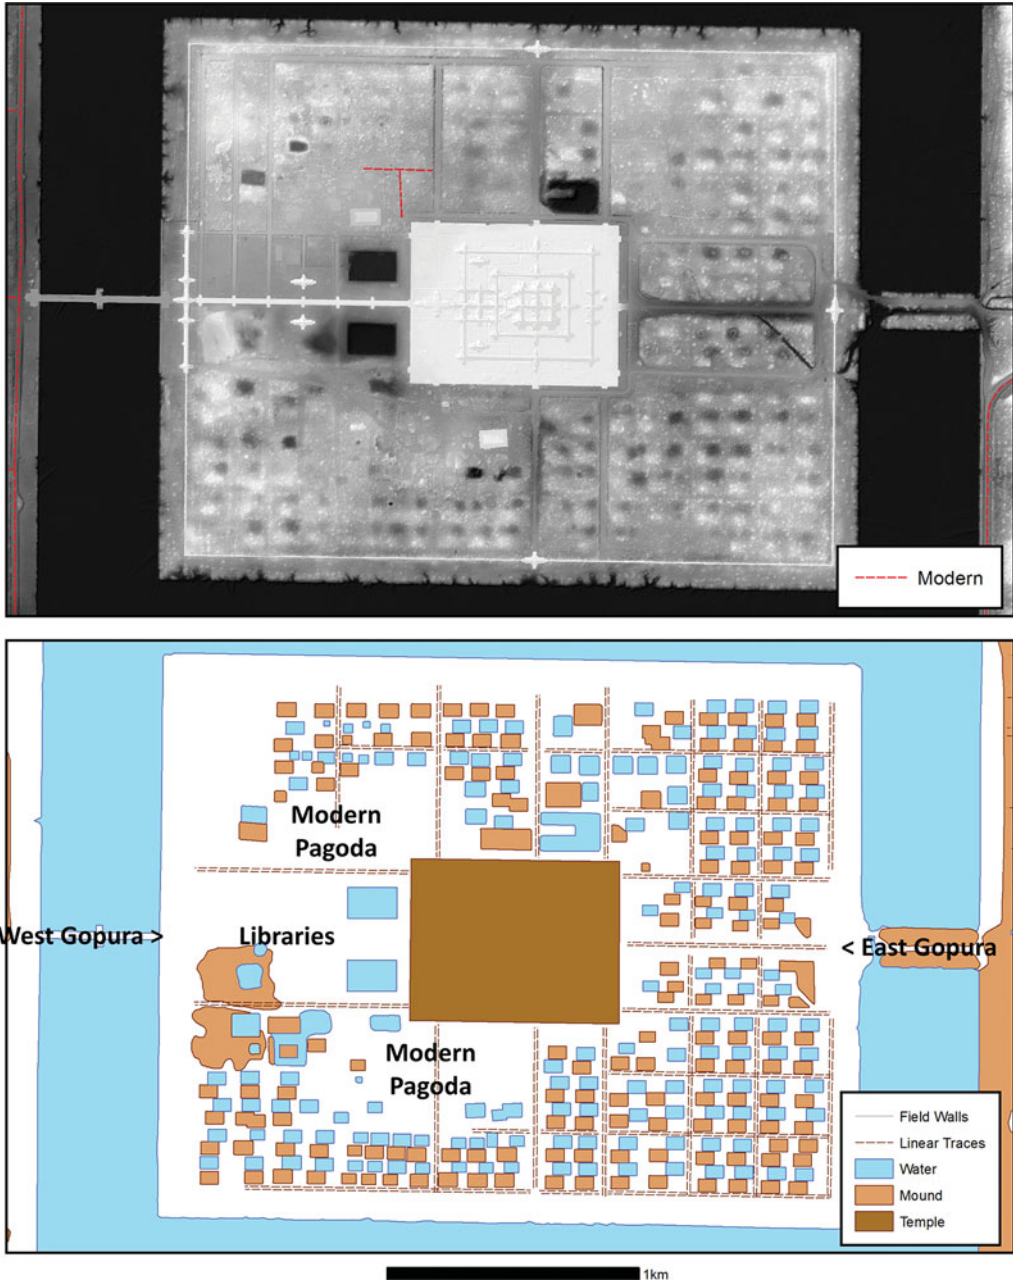 Modern
Modern
Pagoda
West Gopura >
Libraries
< East Gopura
Modern
Pagoda
Field Walls
Linear Traces
Water
Mound
Temple
1km